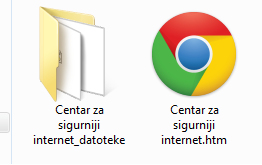 Centar za
sigurniji
internet_datoteke
Centar za
sigurniji
internet.htm